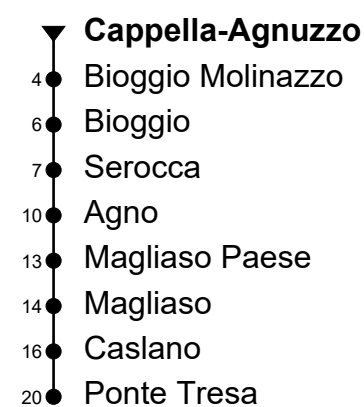 Cappella-Agnuzzo
4 Bioggio Molinazzo
6 Bioggio
7 Serocca
10 Agno
13 Magliaso Paese
14 Magliaso
16 Caslano
20 Ponte Tresa